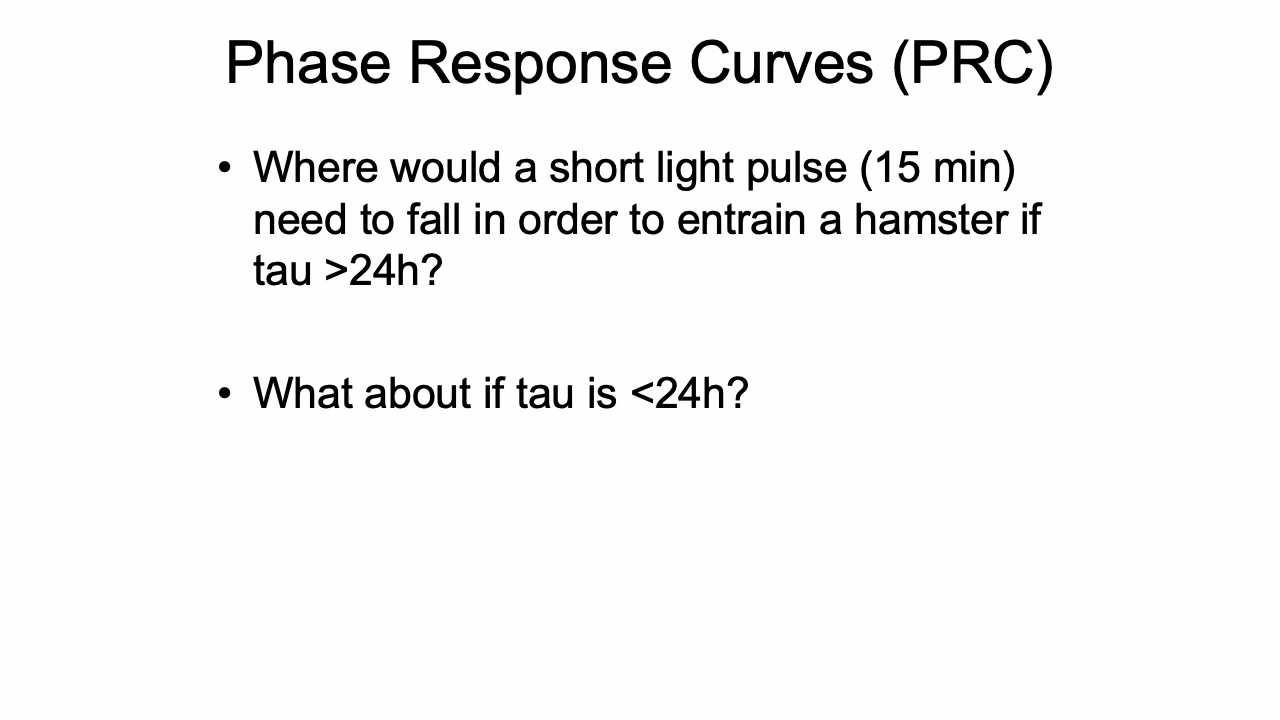 Phase Response Curves (PRC)
• Where would a short light pulse (15 min)
need to fall in order to entrain a hamster if
tau >24h?
• What about if tau is <24h?